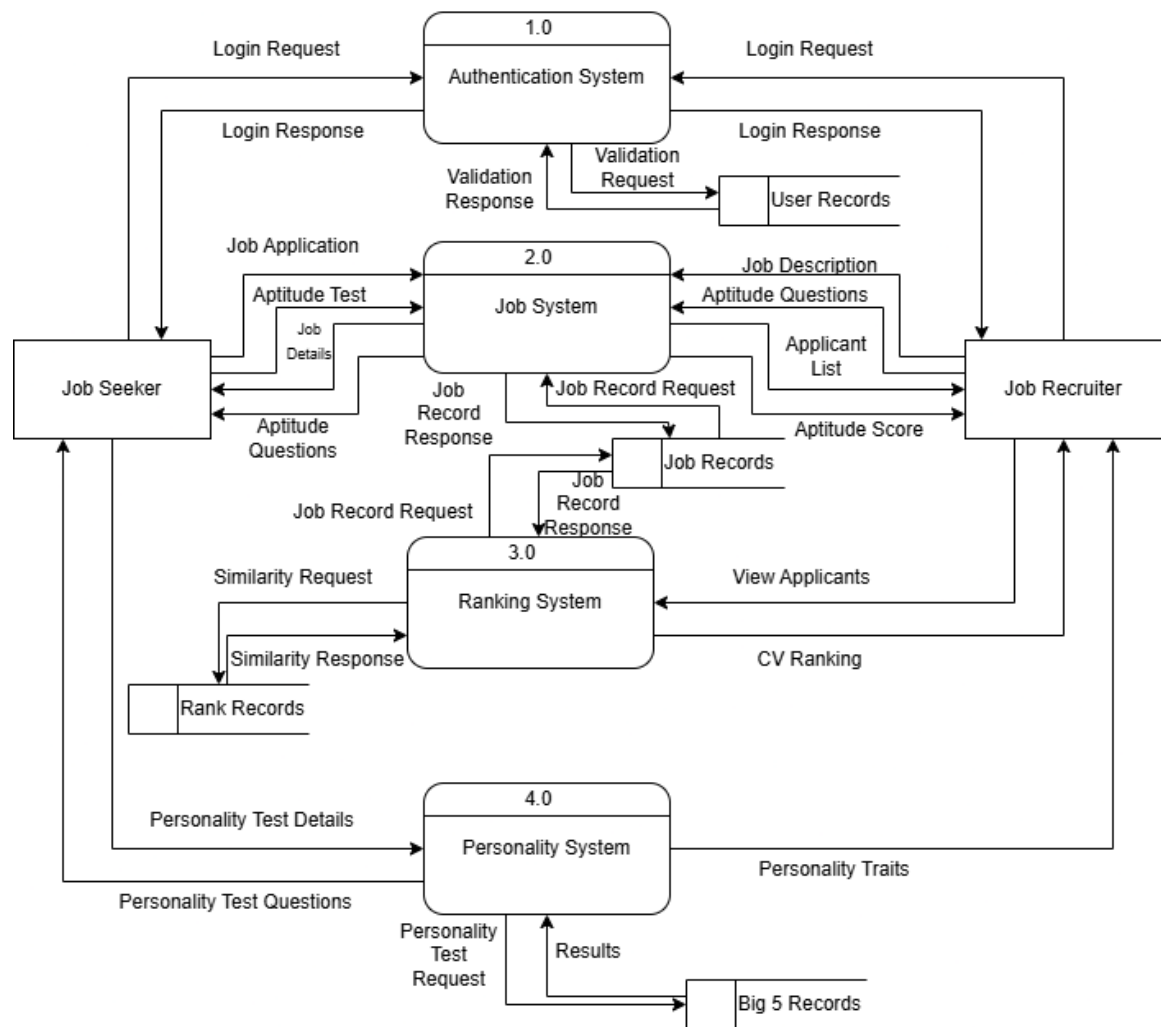 1.0
Login Request
Login Request
Authentication System
Login Response
Login Response
Validation
Request
Validation
Response
User Records
Job Application
2.0
Job Description
Aptitude Test
Aptitude Questions
Job System
Job
Details
Applicant
List
Job Seeker
Job Recruiter
Job
Record
Response
Job Record Request
Aptitude
Questions
Aptitude Score
Job Records
Job
Record
Response
Job Record Request
3.0
Similarity Request
View Applicants
Ranking System
Similarity Response
CV Ranking
Rank Records
4.0
Personality Test Details
Personality System
Personality Traits
Personality Test Questions
Personality
Test
Request
Results
Big 5 Records